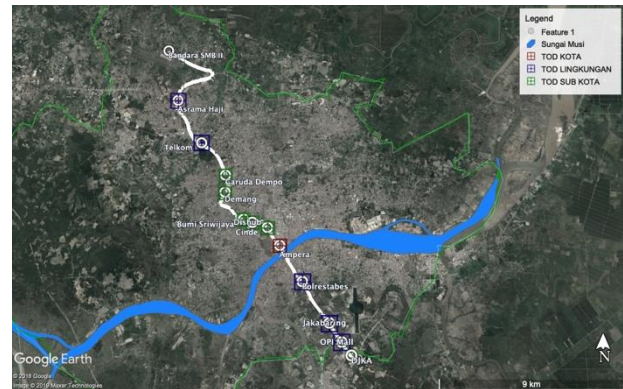 Legend
Feature 1
Sungai Musi
TOD KOTA
TOD LINGKUNGAN
TOD SUB KOTA
Bandara SMB II
Asrama Haji
Telkom
Garuda Dempo
Demang
Bumi Sriwijaya
Dishub
Cinde
Ampera
Polrestabes
Jakabaring
OPI Mall
DJKA
Google Earth
© 2018 Google
Image © 2019 Maxar Technologies
N
9 km